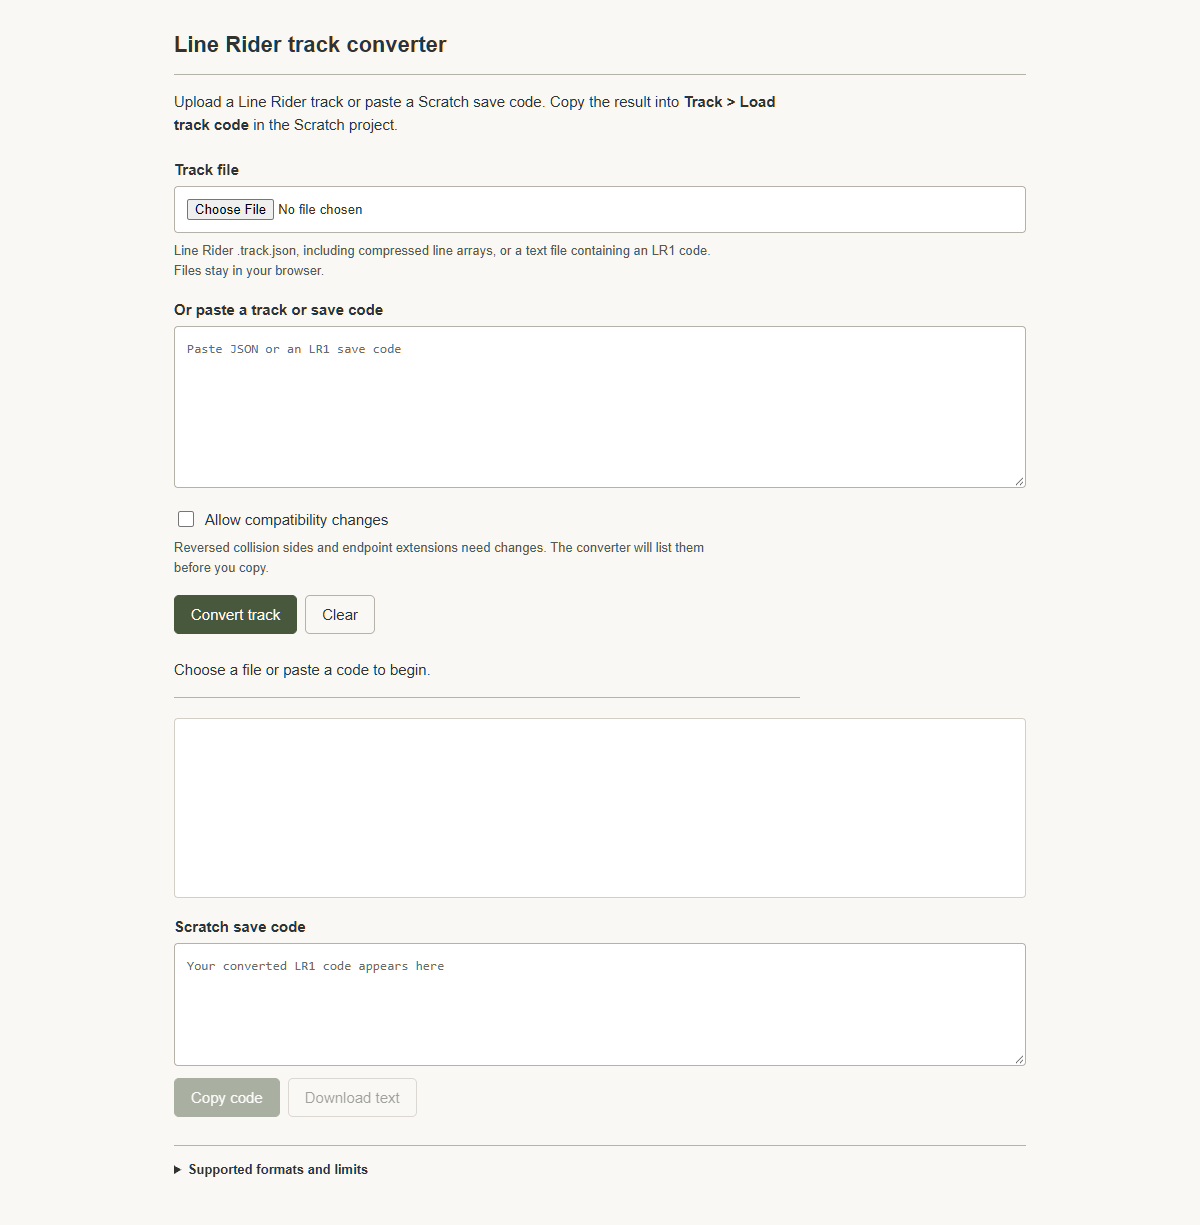 Line Rider track converter
Upload a Line Rider track or paste a Scratch save code. Copy the result into Track > Load
track code in the Scratch project.
Track file
Choose File No file chosen
Line Rider .track.json, including compressed line arrays, or a text file containing an LR1 code.
Files stay in your browser.
Or paste a track or save code
Paste JSON or an LR1 save code
Allow compatibility changes
Reversed collision sides and endpoint extensions need changes. The converter will list them
before you copy.
Convert track Clear
Choose a file or paste a code to begin.
Scratch save code
Your converted LR1 code appears here
Copy code Download text
Supported formats and limits